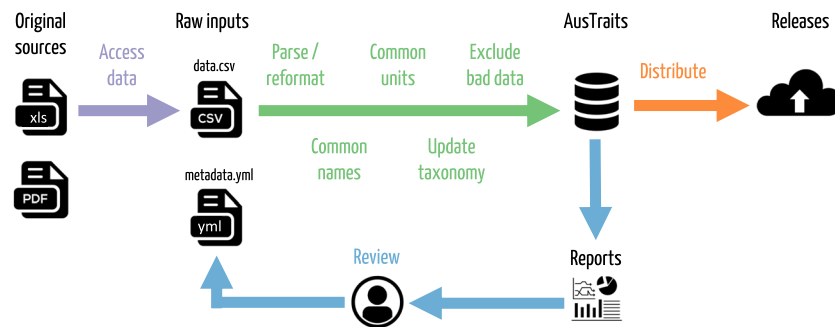 Original
sources
Raw inputs
AusTraits
Releases
Access
data
data.csv
Parse /
reformat
Common
units
Exclude
bad data
Distribute
xls
CSV
Common
names
Update
taxonomy
PDF
metadata.yml
yml
Review
Reports